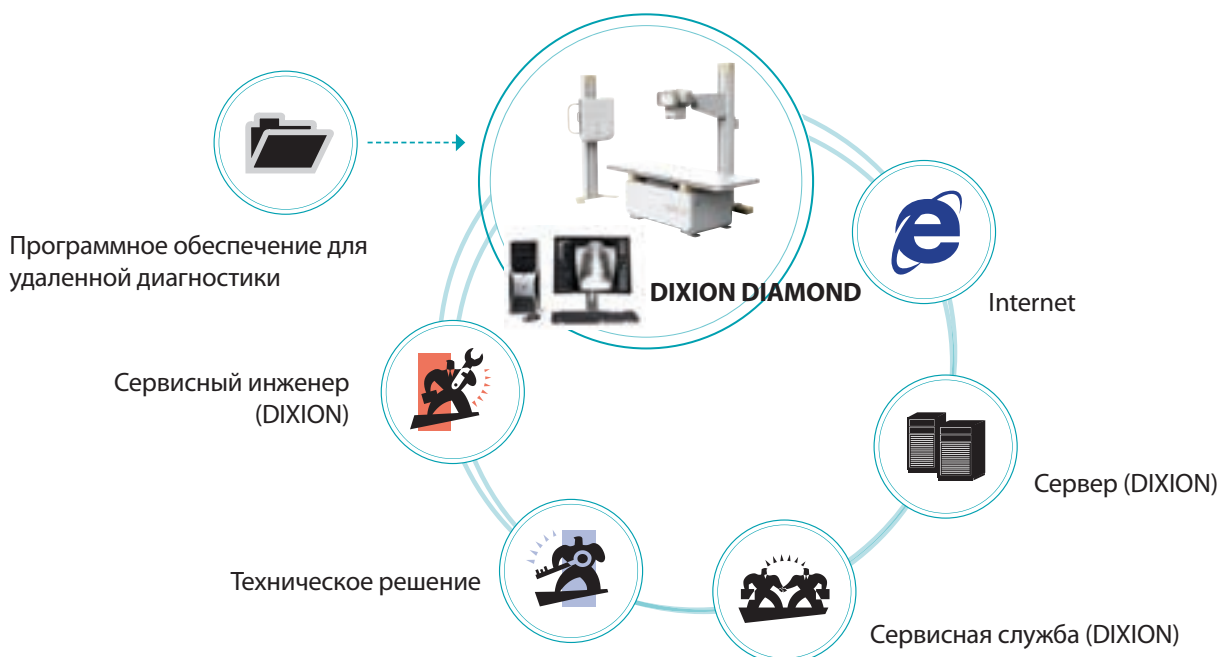 Программное обеспечение для
удаленной диагностики
DIXION DIAMOND
Internet
Сервисный инженер
(DIXION)
Сервер (DIXION)
Техническое решение
Сервисная служба (DIXION)